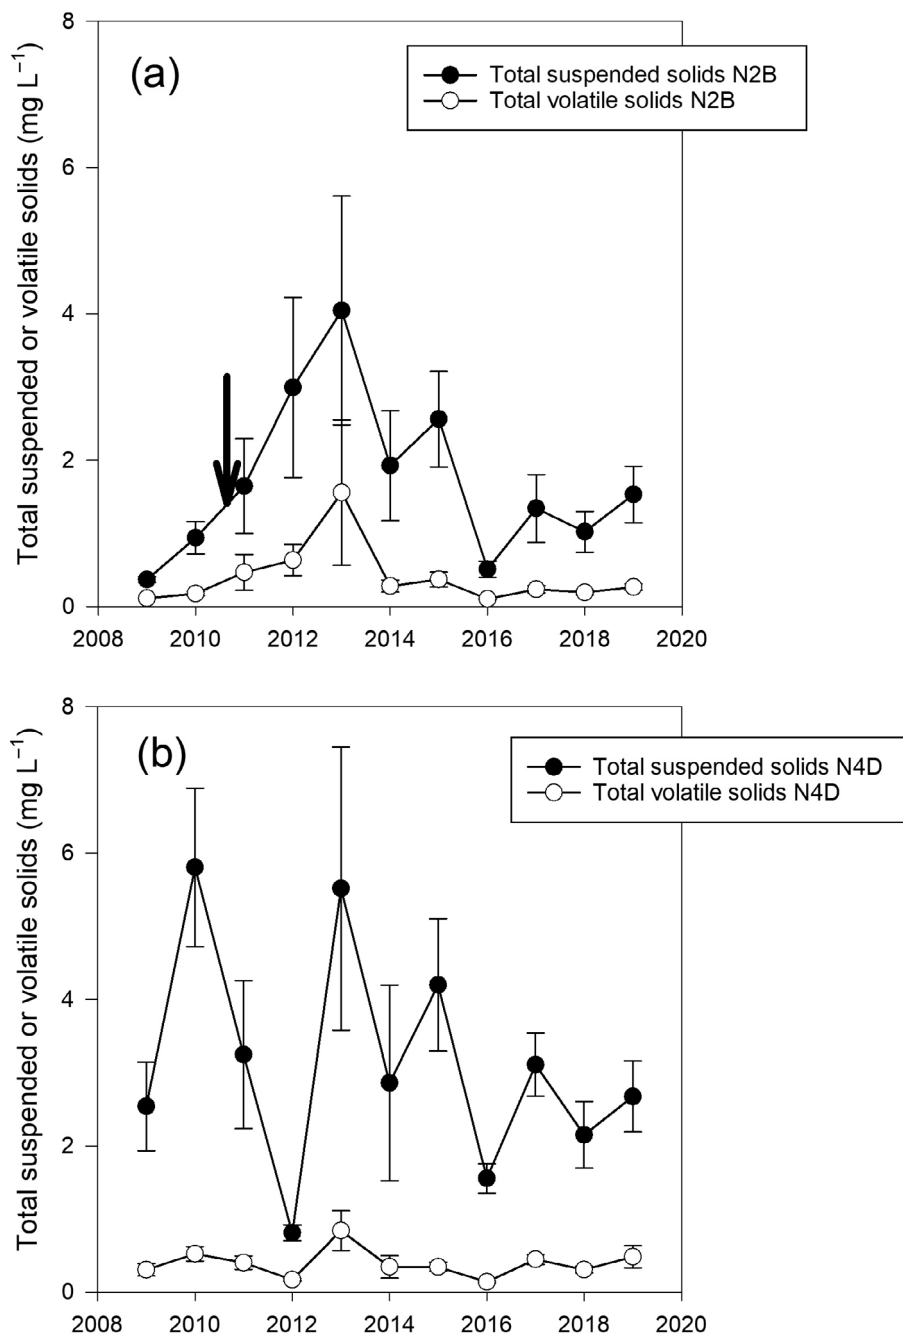 8
(a)
Total suspended solids N2B
Total volatile solids N2B
6
4
2
0
Total suspended or volatile solids (mg L−1)
2008 2010 2012 2014 2016 2018 2020
8
(b)
Total suspended solids N4D
Total volatile solids N4D
6
4
2
0
Total suspended or volatile solids (mg L−1)
2008 2010 2012 2014 2016 2018 2020